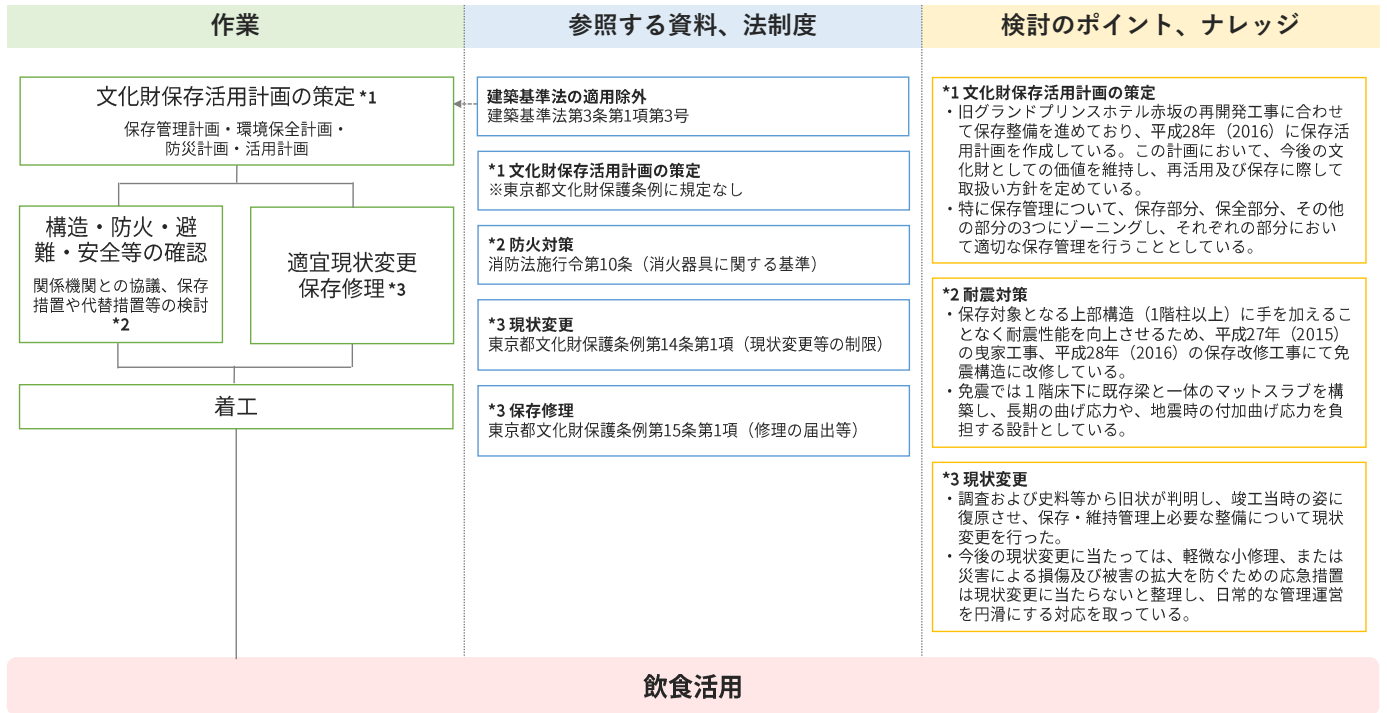 作業
参照する資料、法制度
検討のポイント、ナレッジ
文化財保存活用計画の策定 *1
保存管理計画・環境保全計画・
防災計画・活用計画
構造・防火・避
難・安全等の確認
関係機関との協議、保存
措置や代替措置等の検討
*2
適宜現状変更
保存修理 *3
着工
建築基準法の適用除外
建築基準法第3条第1項第3号
*1 文化財保存活用計画の策定
※東京都文化財保護条例に規定なし
*2 防火対策
消防法施行令第10条（消火器具に関する基準）
*3 現状変更
東京都文化財保護条例第14条第1項（現状変更等の制限）
*3 保存修理
東京都文化財保護条例第15条第1項（修理の届出等）
*1 文化財保存活用計画の策定
・旧グランドプリンスホテル赤坂の再開発工事に合わせ
て保存整備を進めており、平成28年（2016）に保存活
用計画を作成している。この計画において、今後の文
化財としての価値を維持し、再活用及び保存に際して
取扱い方針を定めている。
・特に保存管理について、保存部分、保全部分、その他
の部分の3つにゾーニングし、それぞれの部分におい
て適切な保存管理を行うこととしている。
*2 耐震対策
・保存対象となる上部構造（1階柱以上）に手を加えるこ
となく耐震性能を向上させるため、平成27年（2015）
の曳家工事、平成28年（2016）の保存改修工事にて免
震構造に改修している。
・免震では１階床下に既存梁と一体のマットスラブを構
築し、長期の曲げ応力や、地震時の付加曲げ応力を負
担する設計としている。
*3 現状変更
・調査および史料等から旧状が判明し、竣工当時の姿に
復原させ、保存・維持管理上必要な整備について現状
変更を行った。
・今後の現状変更に当たっては、軽微な小修理、または
災害による損傷及び被害の拡大を防ぐための応急措置
は現状変更に当たらないと整理し、日常的な管理運営
を円滑にする対応を取っている。
飲食活用